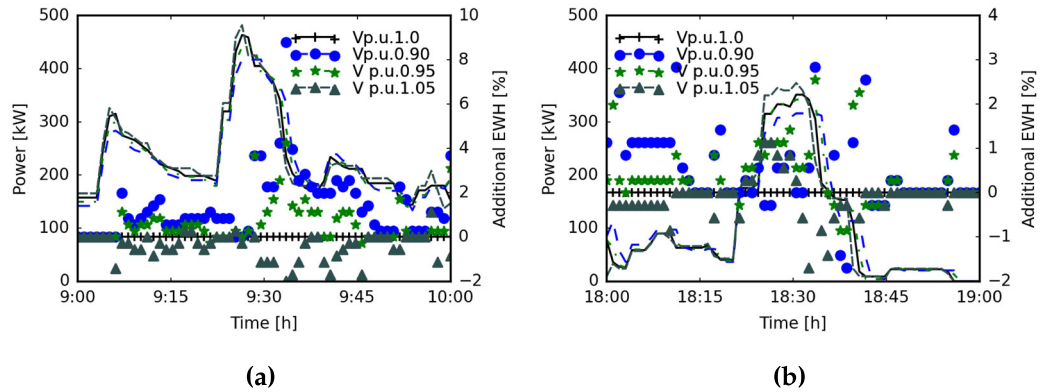 500
400
300
200
100
0
Power [kW]
10
8
6
4
2
0
−2
Additional EWH [%]
Vp.u.1.0
Vp.u.0.90
V p.u.0.95
V p.u.1.05
9:00 9:15 9:30 9:45 10:00
Time [h]
(a)
500
400
300
200
100
0
Power [kW]
4
3
2
1
0
−1
−2
Additional EWH [%]
Vp.u.1.0
Vp.u.0.90
V p.u.0.95
V p.u.1.05
18:00 18:15 18:30 18:45 19:00
Time [h]
(b)